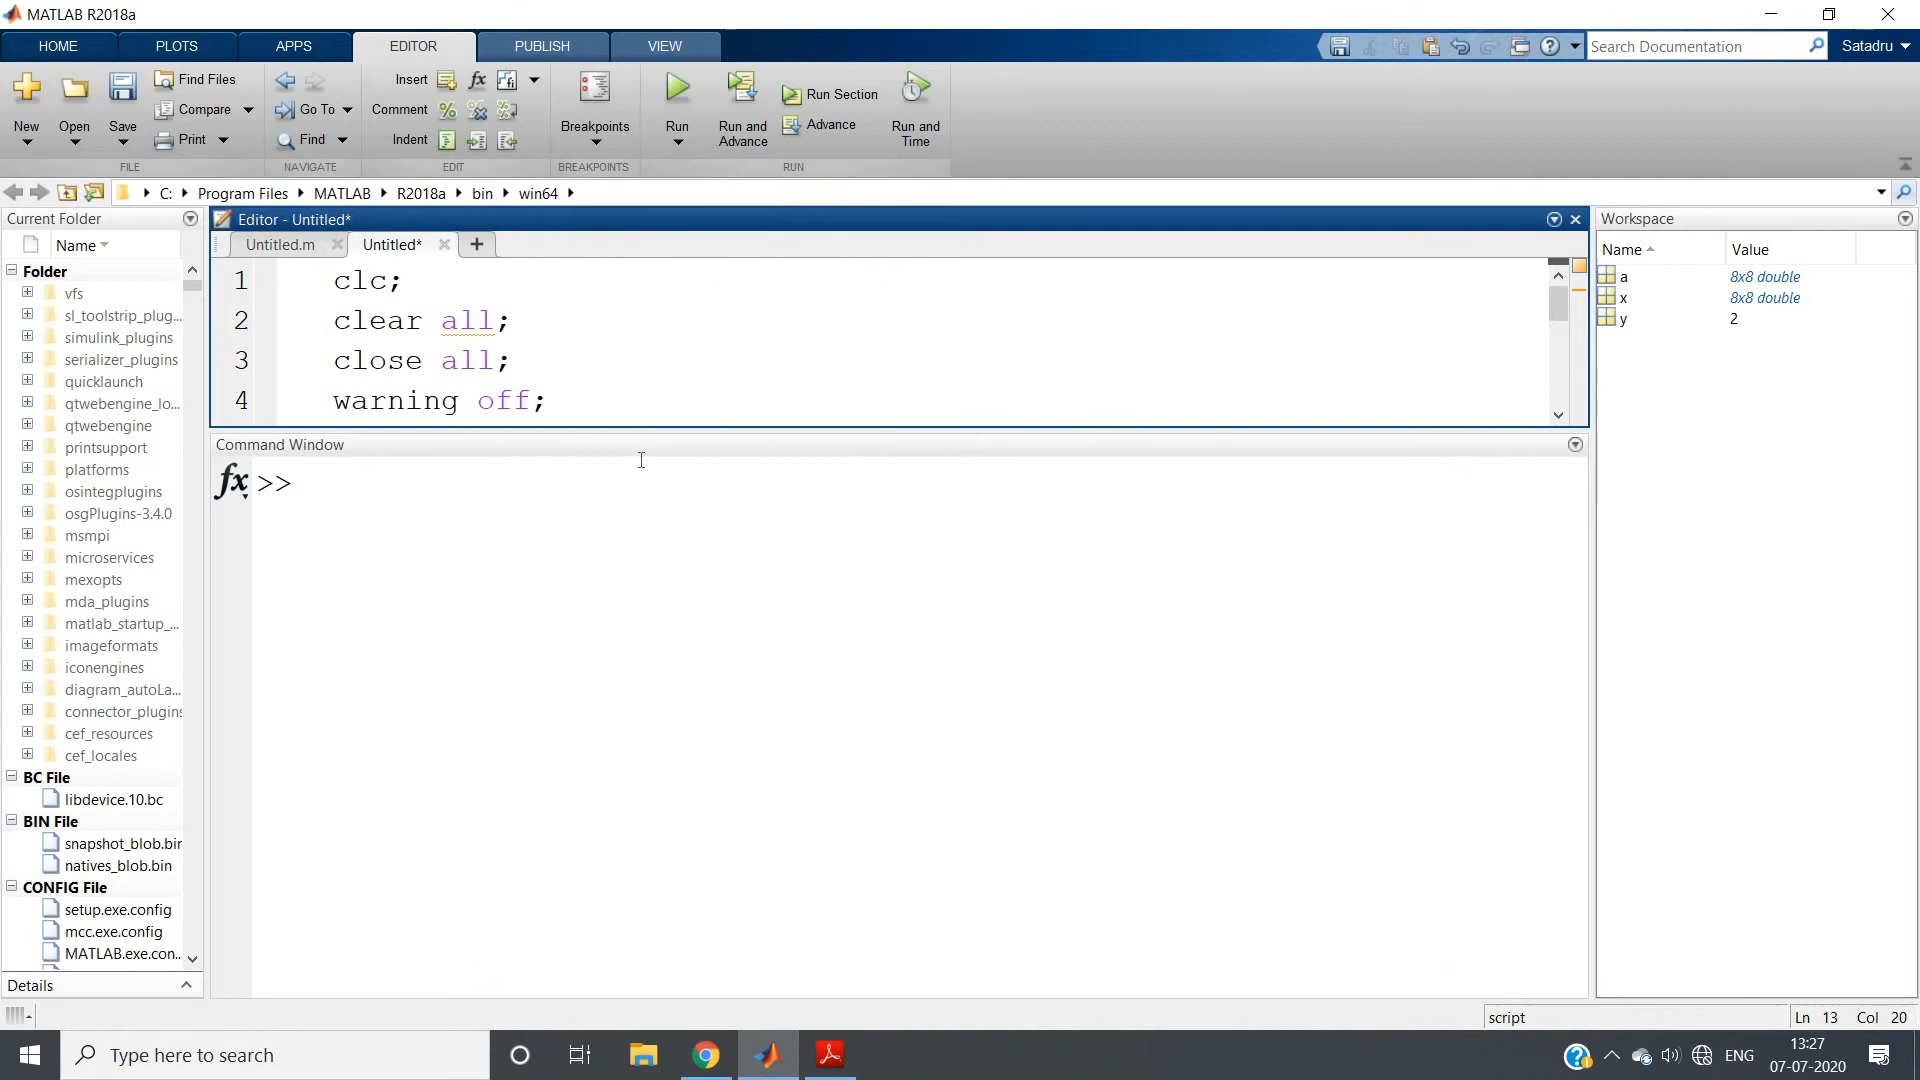 MATLAB R2018a
HOME PLOTS APPS EDITOR PUBLISH VIEW
Search Documentation Satadru
New Open Save
Find Files
Compare
Print
FILE
Go To
Find
NAVIGATE
Insert fx
Comment
Indent
EDIT
Breakpoints
BREAKPOINTS
Run
Run and Advance
Run Section
Advance
Run and Time
RUN
C: Program Files MATLAB R2018a bin win64
Current Folder
Name
Folder
vfs
sl_toolstrip_plug...
simulink_plugins
serializer_plugins
quicklaunch
qtwebengine_lo...
qtwebengine
printsupport
platforms
osintegplugins
osgPlugins-3.4.0
msmpi
microservices
mexopts
mda_plugins
matlab_startup_...
imageformats
iconengines
diagram_autoLa...
connector_plugins
cef_resources
cef_locales
BC File
libdevice.10.bc
BIN File
snapshot_blob.bin
natives_blob.bin
CONFIG File
setup.exe.config
mcc.exe.config
MATLAB.exe.con...
Details
Editor - Untitled*
Untitled.m Untitled* +
1 clc;
2 clear all;
3 close all;
4 warning off;
Command Window
fx >>
Workspace
Name Value
a 8x8 double
x 8x8 double
y 2
script Ln 13 Col 20
Type here to search
ENG
13:27
07-07-2020